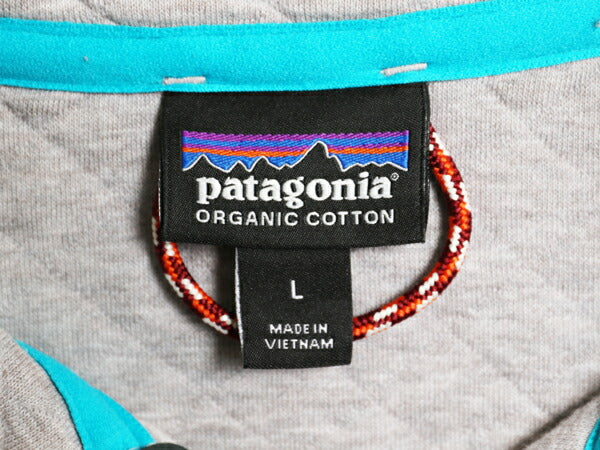 patagonia®
ORGANIC COTTON
L
MADE IN
VIETNAM